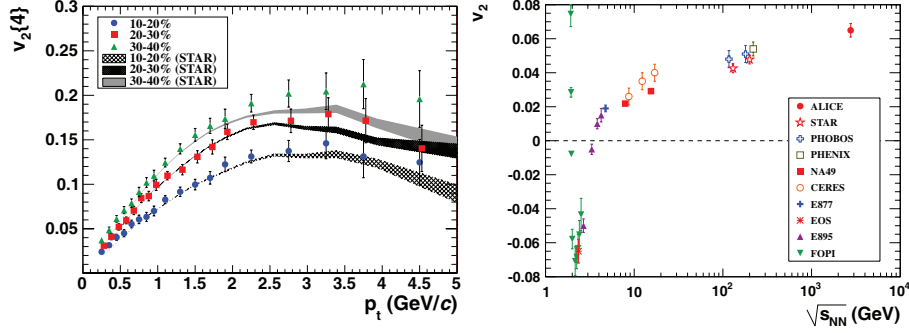 v₂{4}
0.3
0.25
0.2
0.15
0.1
0.05
10-20%
20-30%
30-40%
10-20% (STAR)
20-30% (STAR)
30-40% (STAR)
0 0.5 1 1.5 2 2.5 3 3.5 4 4.5 5
pₜ (GeV/c)
v₂
0.08
0.06
0.04
0.02
0
-0.02
-0.04
-0.06
-0.08
ALICE
STAR
PHOBOS
PHENIX
NA49
CERES
E877
EOS
E895
FOPI
1 10 10² 10³ 10⁴
√sNN (GeV)